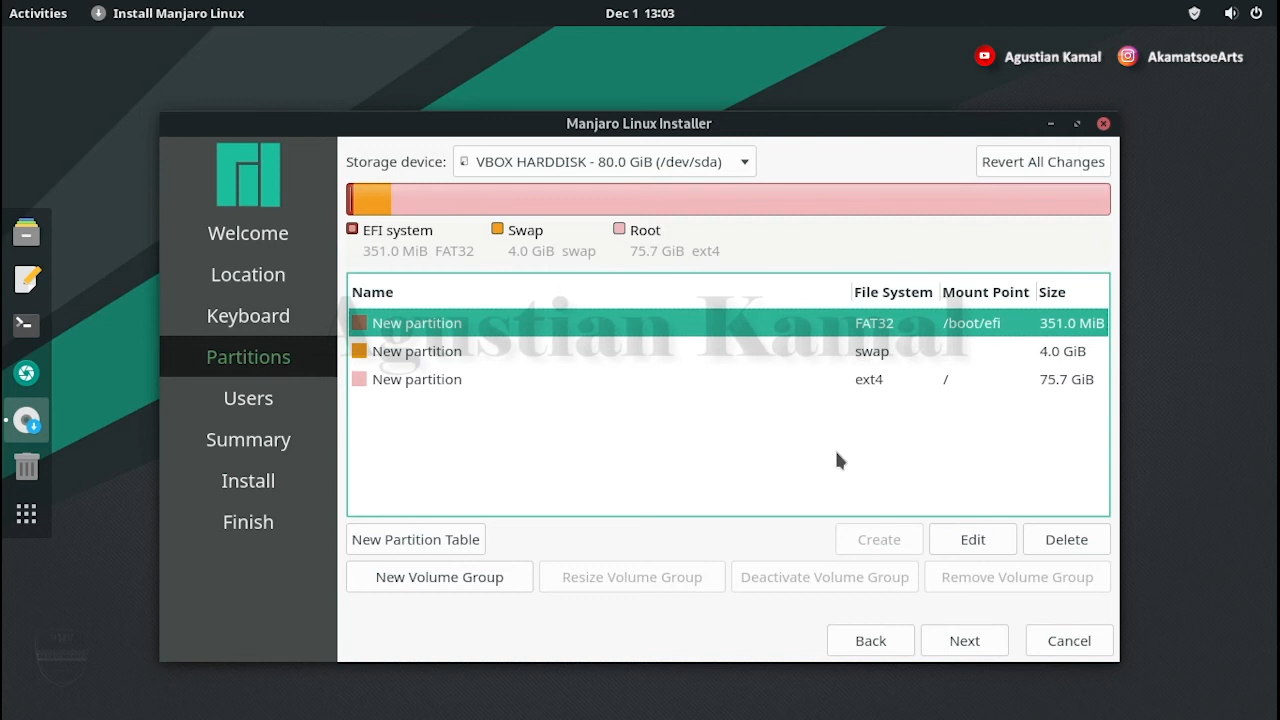 Activities Install Manjaro Linux Dec 1 13:03
Agustian Kamal AkamatsoeArts
Manjaro Linux Installer
Storage device: VBOX HARDDISK - 80.0 GiB (/dev/sda) Revert All Changes
EFI system Swap Root
351.0 MiB FAT32 4.0 GiB swap 75.7 GiB ext4
Welcome
Location
Keyboard
Partitions
Users
Summary
Install
Finish
Name File System Mount Point Size
New partition FAT32 /boot/efi 351.0 MiB
New partition swap 4.0 GiB
New partition ext4 / 75.7 GiB
Agustian Kamal
New Partition Table Create Edit Delete
New Volume Group Resize Volume Group Deactivate Volume Group Remove Volume Group
Back Next Cancel